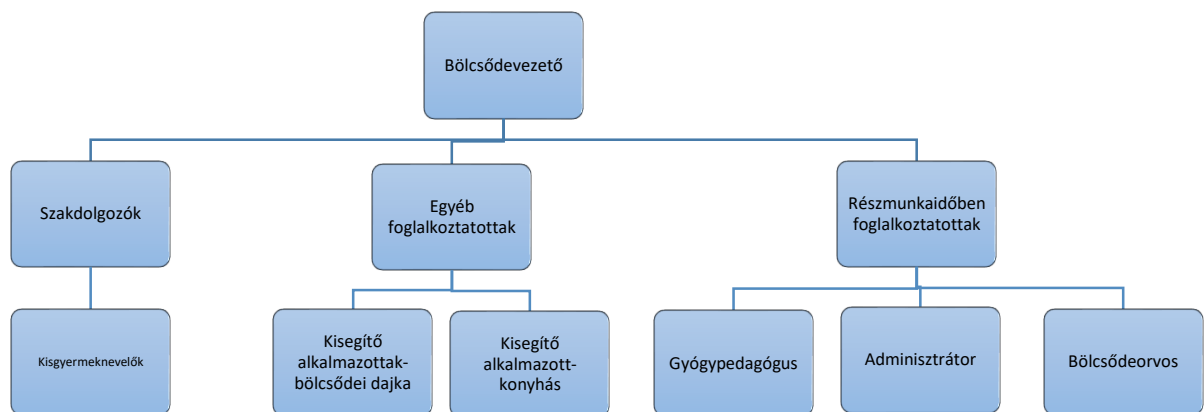 Bölcsődevezető
Szakdolgozók
Egyéb
foglalkoztatottak
Részmunkaidőben
foglalkoztatottak
Kisgyermeknevelők
Kisegítő
alkalmazottak-
bölcsődei dajka
Kisegítő
alkalmazott-
konyhás
Gyógypedagógus
Adminisztrátor
Bölcsődeorvos